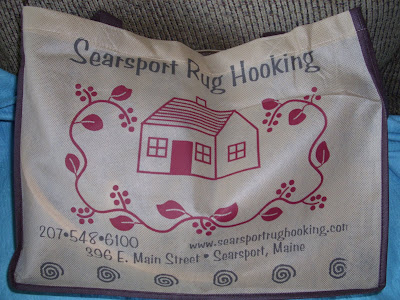 Searsport Rug Hooking
207•548•6100
www.searsportrughooking.com
396 E. Main Street • Searsport, Maine